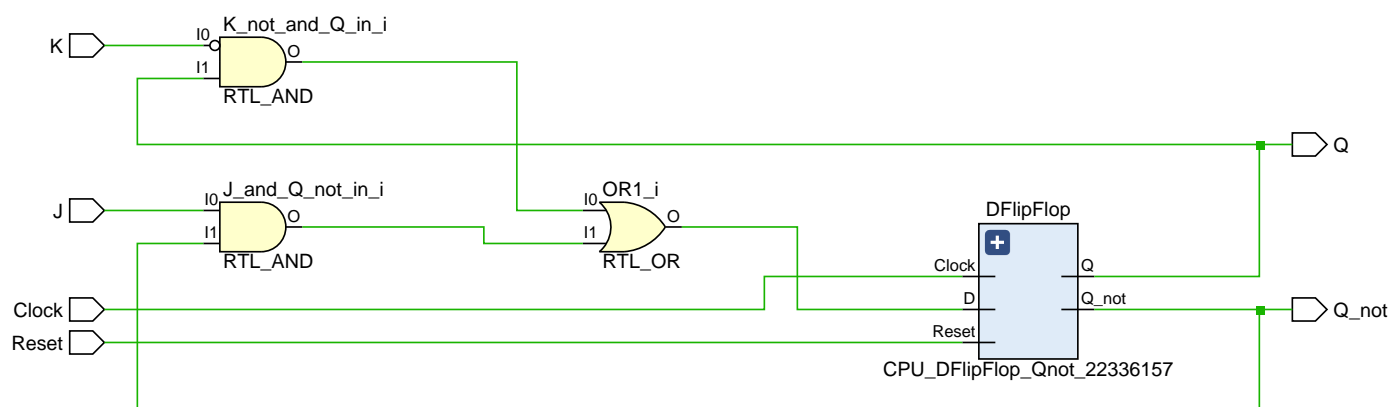 K_not_and_Q_in_i
K
I0
O
I1
RTL_AND
Q
J_and_Q_not_in_i
OR1_i
J
I0
O
I1
RTL_AND
I0
O
I1
RTL_OR
DFlipFlop
Clock
Q
Clock
D
Q_not
Q_not
Reset
Reset
CPU_DFlipFlop_Qnot_22336157